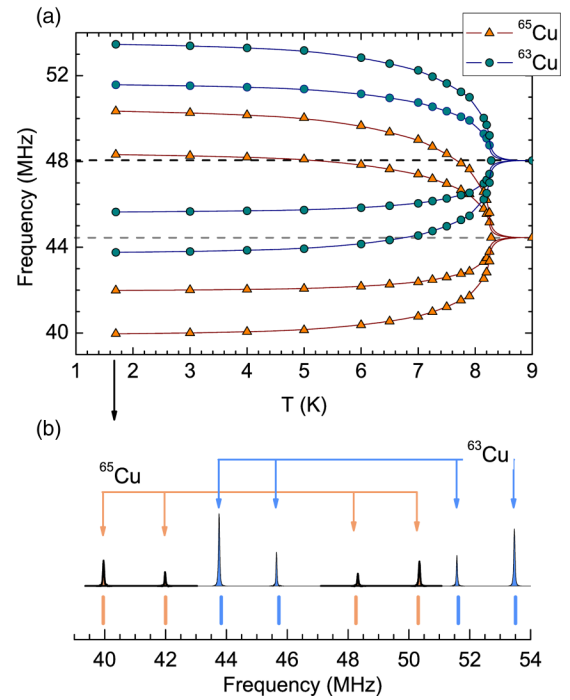 (a)
65Cu
63Cu
52
48
44
40
Frequency (MHz)
1 2 3 4 5 6 7 8 9
T (K)
(b)
65Cu
63Cu
40 42 44 46 48 50 52 54
Frequency (MHz)